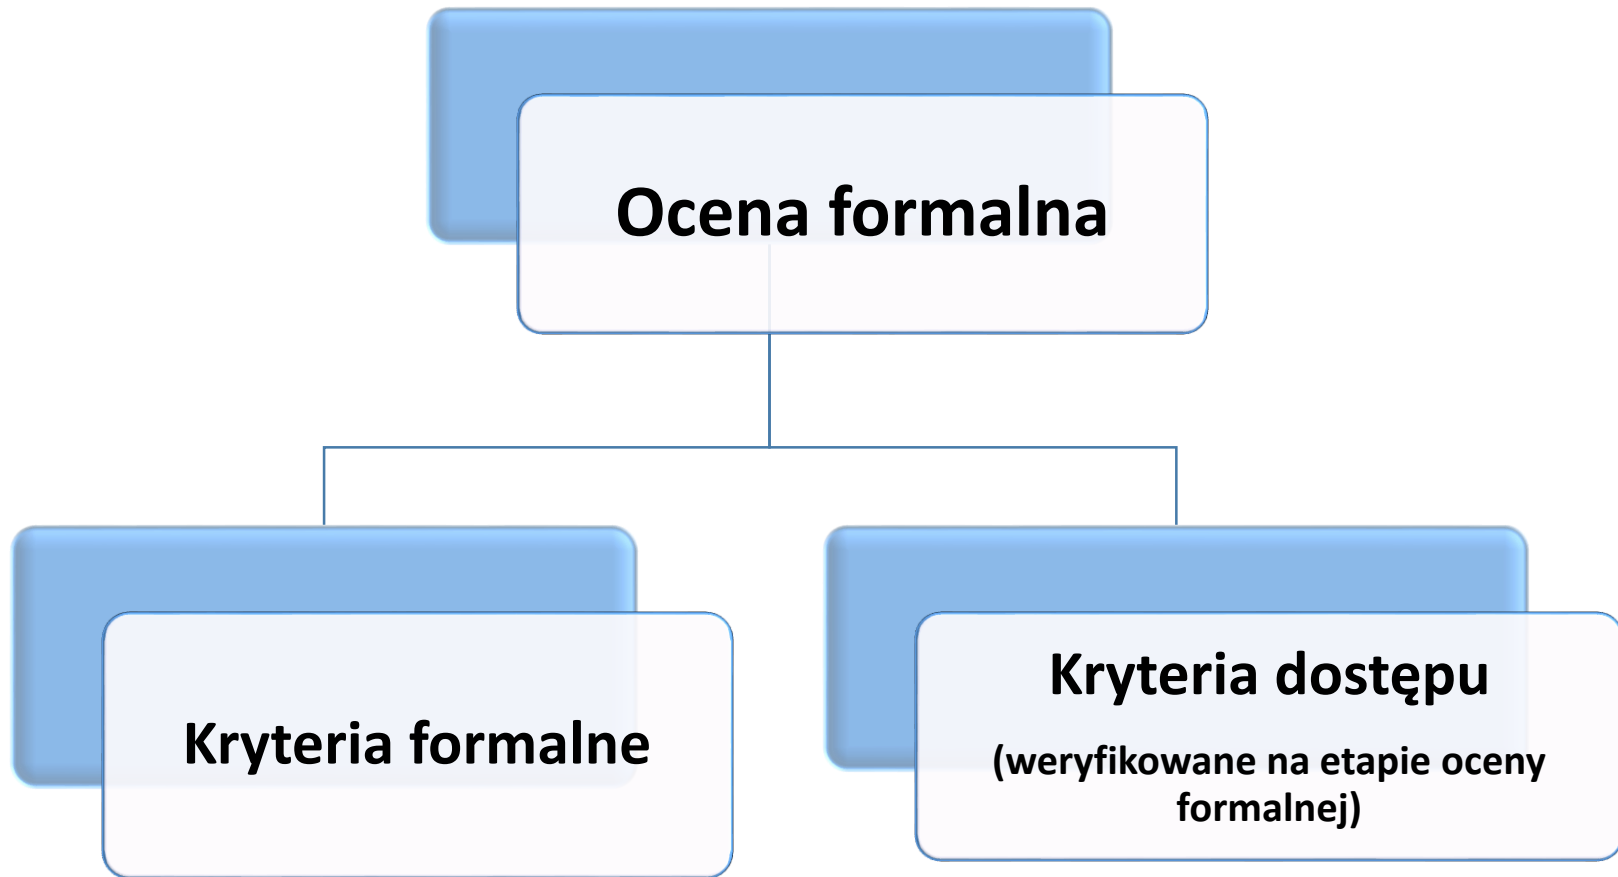 Ocena formalna
Kryteria formalne
Kryteria dostępu
(weryfikowane na etapie oceny
formalnej)